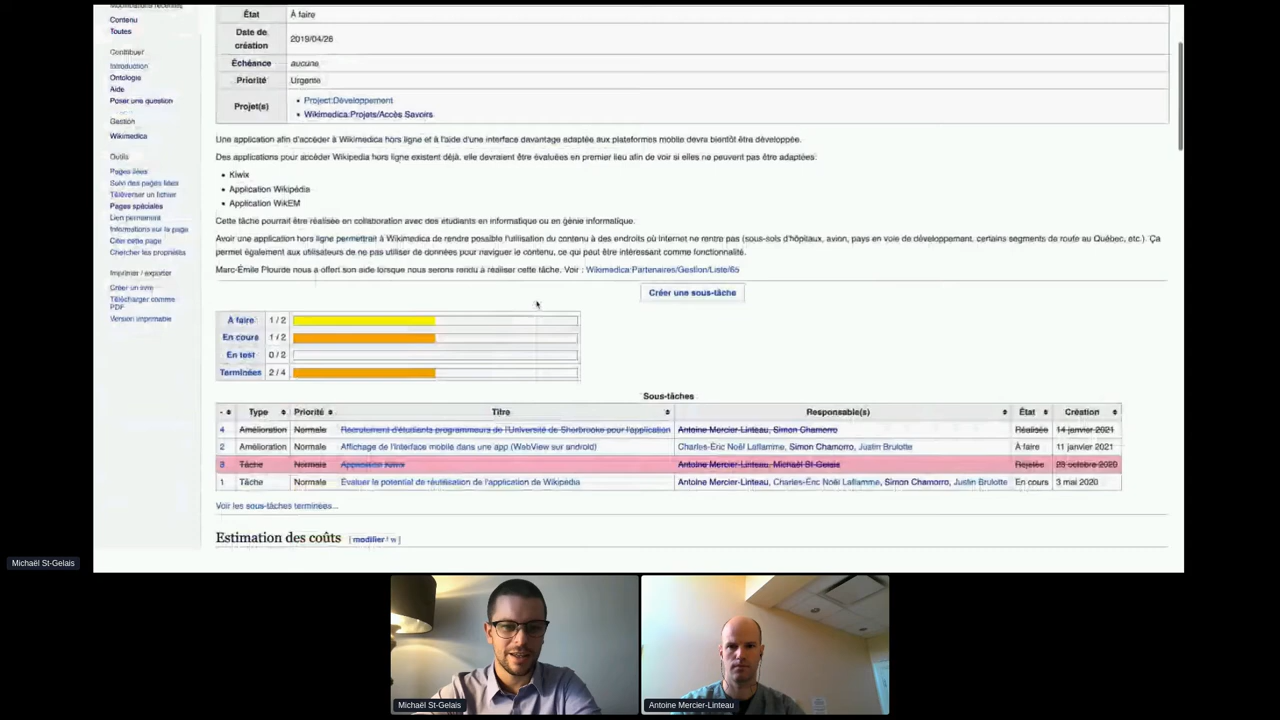 Contenu
Toutes
Contribuer
Introduction
Ontologie
Aide
Poser une question
Gestion
Wikimedica
Outils
Pages liées
Suivi des pages liées
Téléverser un fichier
Pages spéciales
Lien permanent
Informations sur la page
Citer cette page
Chercher les propriétés
Imprimer / exporter
Créer un livre
Télécharger comme
PDF
Version imprimable
État À faire
Date de
création 2019/04/26
Échéance aucune
Priorité Urgente
Projet(s)
• Project:Développement
• Wikimedica:Projets/Accès Savoirs
Une application afin d'accéder à Wikimedica hors ligne et à l'aide d'une interface davantage adaptée aux plateformes mobile devra bientôt être développée.
Des applications pour accéder Wikipedia hors ligne existent déjà, elle devraient être évaluées en premier lieu afin de voir si elles ne peuvent pas être adaptées:
• Kiwix
• Application Wikipédia
• Application WikEM
Cette tâche pourrait être réalisée en collaboration avec des étudiants en informatique ou en génie informatique.
Avoir une application hors ligne permettrait à Wikimedica de rendre possible l'utilisation du contenu à des endroits où Internet ne rentre pas (sous-sols d'hôpitaux, avion, pays en voie de développement, certains segments de route au Québec, etc.). Ça
permet également aux utilisateurs de ne pas utiliser de données pour naviguer le contenu, ce qui peut être intéressant comme fonctionnalité.
Marc-Émile Plourde nous a offert son aide lorsque nous serons rendu à réaliser cette tâche. Voir : Wikimedica:Partenaires/Gestion/Liste/65
Créer une sous-tâche
À faire 1 / 2
En cours 1 / 2
En test 0 / 2
Terminées 2 / 4
Sous-tâches
- Type Priorité Titre Responsable(s) État Création
4 Amélioration Normale Recrutement d'étudiants programmeurs de l'Université de Sherbrooke pour l'application Antoine Mercier-Linteau, Simon Chamorro Réalisée 14 janvier 2021
2 Amélioration Normale Affichage de l'interface mobile dans une app (WebView sur android) Charles-Éric Noël Laflamme, Simon Chamorro, Justin Brulotte À faire 11 janvier 2021
3 Tâche Normale Application Kiwix Antoine Mercier-Linteau, Michaël St-Gelais Rejetée 23 octobre 2020
1 Tâche Normale Évaluer le potentiel de réutilisation de l'application de Wikipédia Antoine Mercier-Linteau, Charles-Éric Noël Laflamme, Simon Chamorro, Justin Brulotte En cours 3 mai 2020
Voir les sous-tâches terminées...
Estimation des coûts [ modifier | w ]
Michaël St-Gelais
Michaël St-Gelais
Antoine Mercier-Linteau